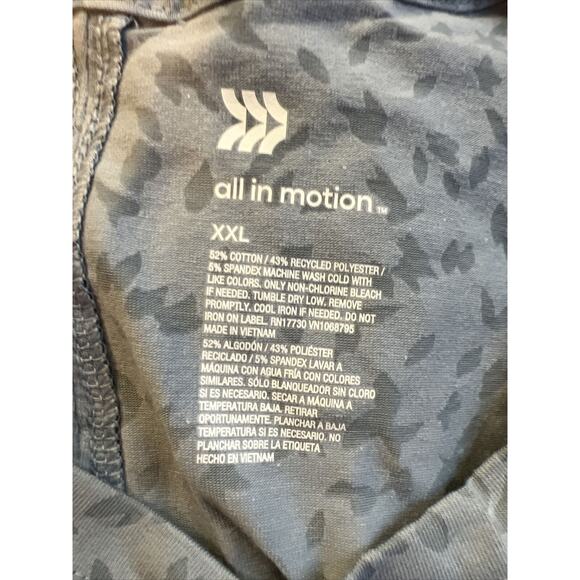 all in motion™
XXL
52% COTTON / 43% RECYCLED POLYESTER /
5% SPANDEX MACHINE WASH COLD WITH
LIKE COLORS. ONLY NON-CHLORINE BLEACH
IF NEEDED. TUMBLE DRY LOW. REMOVE
PROMPTLY. COOL IRON IF NEEDED. DO NOT
IRON ON LABEL. RN17730 VN1068795
MADE IN VIETNAM
52% ALGODÓN / 43% POLIÉSTER
RECICLADO / 5% SPANDEX LAVAR A
MÁQUINA CON AGUA FRÍA CON COLORES
SIMILARES. SÓLO BLANQUEADOR SIN CLORO
SI ES NECESARIO. SECAR A MÁQUINA A
TEMPERATURA BAJA. RETIRAR
OPORTUNAMENTE. PLANCHAR A BAJA
TEMPERATURA SI ES NECESARIO. NO
PLANCHAR SOBRE LA ETIQUETA
HECHO EN VIETNAM